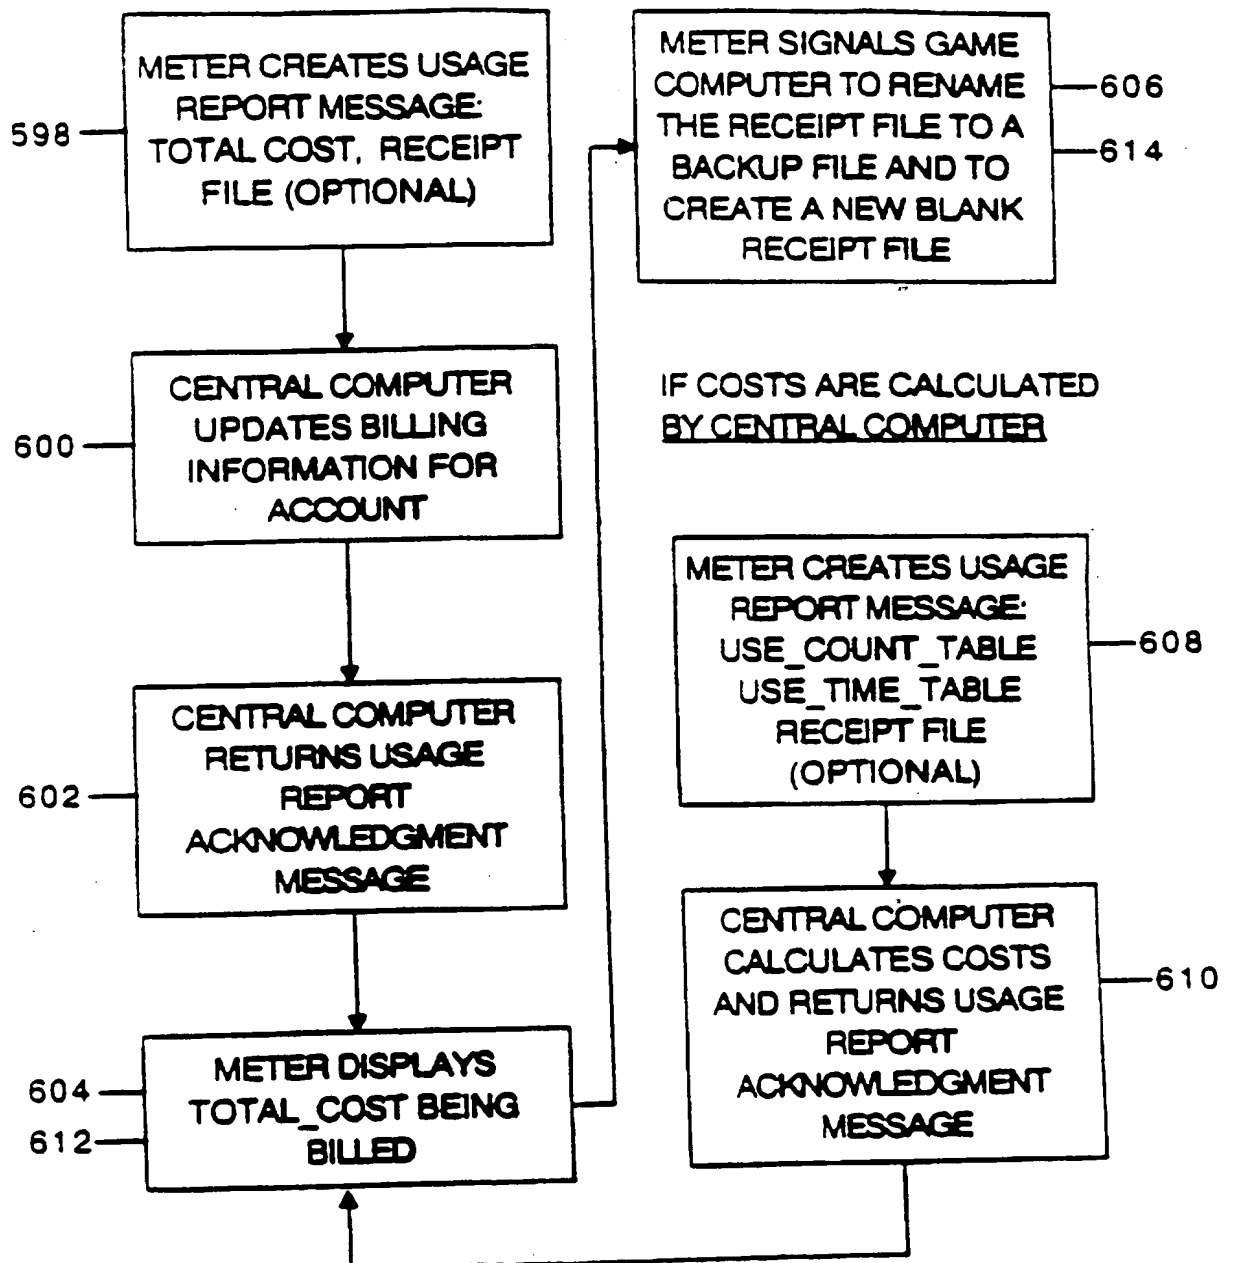 METER CREATES USAGE
REPORT MESSAGE:
TOTAL COST, RECEIPT
FILE (OPTIONAL)
598
CENTRAL COMPUTER
UPDATES BILLING
INFORMATION FOR
ACCOUNT
600
CENTRAL COMPUTER
RETURNS USAGE
REPORT
ACKNOWLEDGMENT
MESSAGE
602
METER DISPLAYS
TOTAL_COST BEING
BILLED
604
612
METER SIGNALS GAME
COMPUTER TO RENAME
THE RECEIPT FILE TO A
BACKUP FILE AND TO
CREATE A NEW BLANK
RECEIPT FILE
606
614
IF COSTS ARE CALCULATED
BY CENTRAL COMPUTER
METER CREATES USAGE
REPORT MESSAGE:
USE_COUNT_TABLE
USE_TIME_TABLE
RECEIPT FILE
(OPTIONAL)
608
CENTRAL COMPUTER
CALCULATES COSTS
AND RETURNS USAGE
REPORT
ACKNOWLEDGMENT
MESSAGE
610